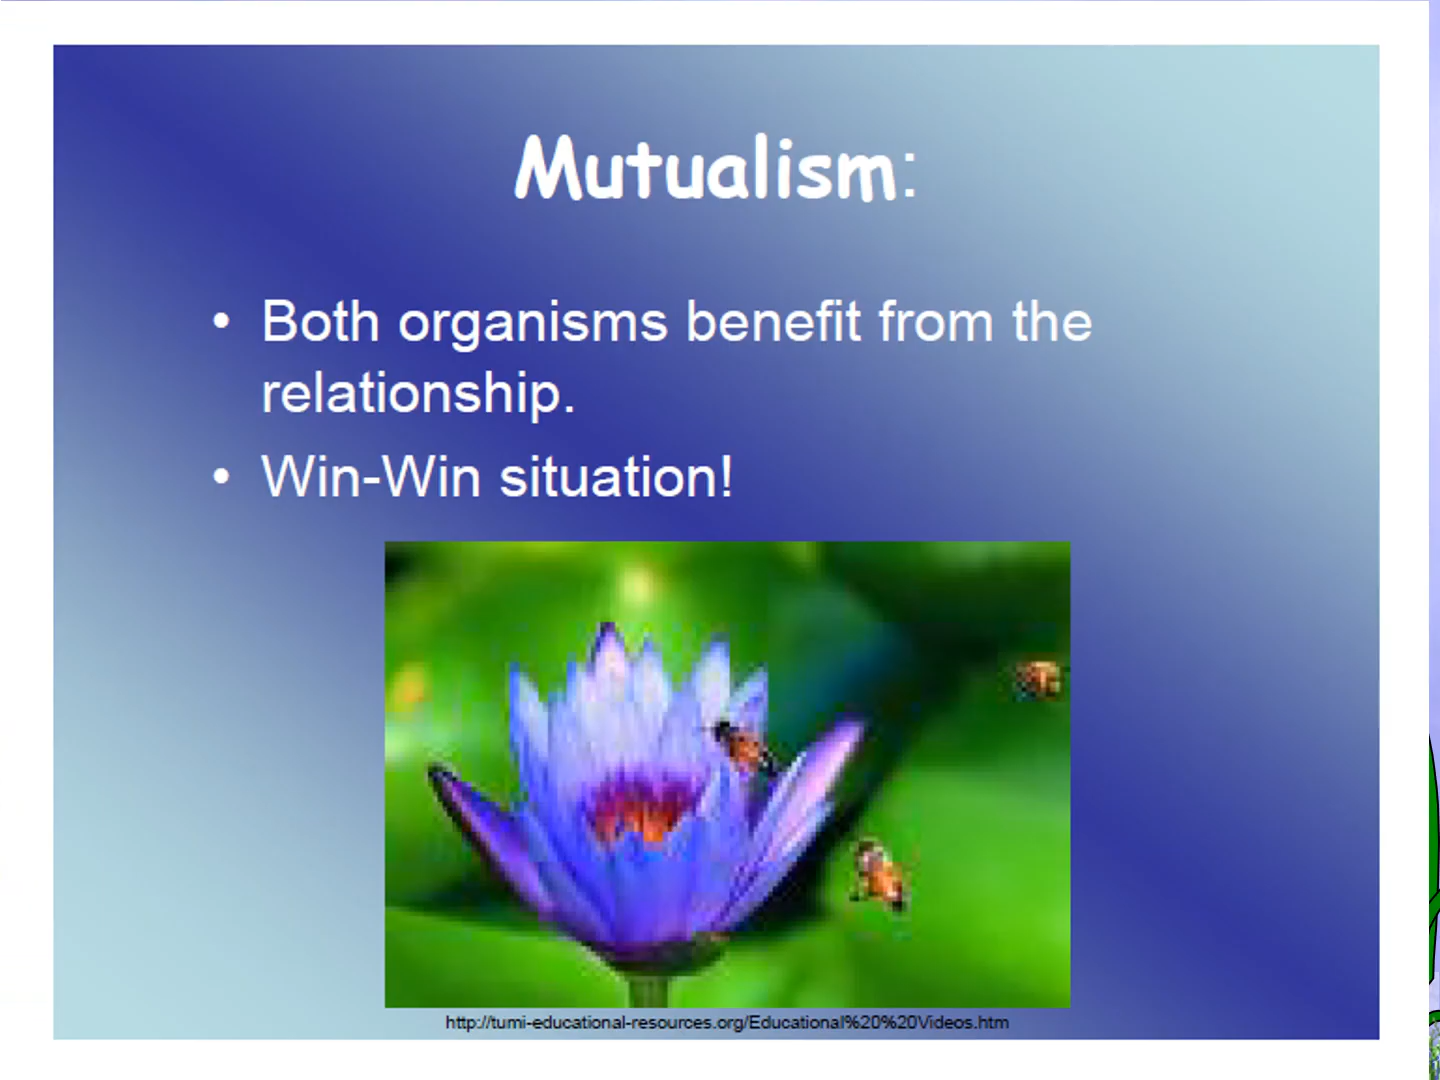 Mutualism:
• Both organisms benefit from the
relationship.
• Win-Win situation!
http://tumi-educational-resources.org/Educational%20%20Videos.htm